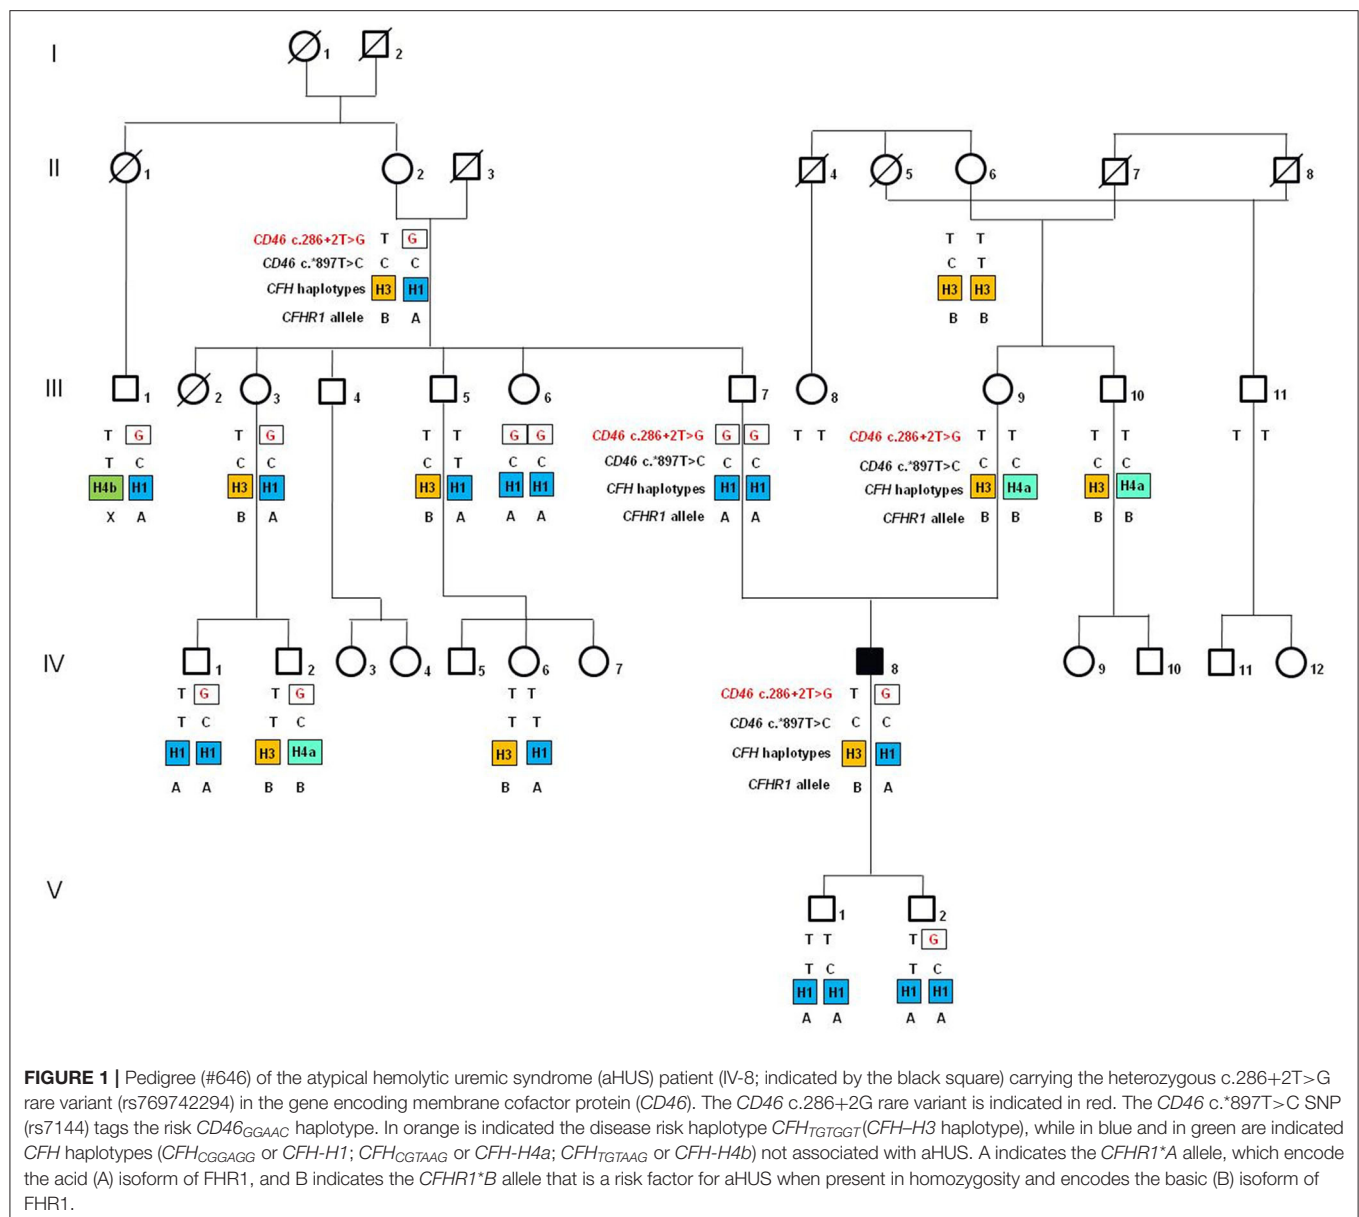 I
1 2
II
1 2 3 4 5 6 7 8
CD46 c.286+2T>G T G T T
CD46 c.*897T>C C C C T
CFH haplotypes H3 H1 H3 H3
CFHR1 allele B A B B
III
1 2 3 4 5 6 7 8 9 10 11
T G T G T T G G CD46 c.286+2T>G G G T T CD46 c.286+2T>G T T T T T T
T C C C C T C C CD46 c.*897T>C C C CD46 c.*897T>C C C C C
H4b H1 H3 H1 H3 H1 H1 H1 CFH haplotypes H1 H1 CFH haplotypes H3 H4a H3 H4a
X A B A B A A A CFHR1 allele A A CFHR1 allele B B B B
IV
1 2 3 4 5 6 7 8 9 10 11 12
T G T G T T CD46 c.286+2T>G T G
T C T C T T CD46 c.*897T>C C C
H1 H1 H3 H4a H3 H1 CFH haplotypes H3 H1
A A B B B A CFHR1 allele B A
V
1 2
T T T G
T C T C
H1 H1 H1 H1
A A A A
FIGURE 1 | Pedigree (#646) of the atypical hemolytic uremic syndrome (aHUS) patient (IV-8; indicated by the black square) carrying the heterozygous c.286+2T>G
rare variant (rs769742294) in the gene encoding membrane cofactor protein (CD46). The CD46 c.286+2G rare variant is indicated in red. The CD46 c.*897T>C SNP
(rs7144) tags the risk CD46GGAAC haplotype. In orange is indicated the disease risk haplotype CFHTGTGGT(CFH–H3 haplotype), while in blue and in green are indicated
CFH haplotypes (CFHCGGAGG or CFH-H1; CFHCGTAAG or CFH-H4a; CFHTGTAAG or CFH-H4b) not associated with aHUS. A indicates the CFHR1*A allele, which encode
the acid (A) isoform of FHR1, and B indicates the CFHR1*B allele that is a risk factor for aHUS when present in homozygosity and encodes the basic (B) isoform of
FHR1.